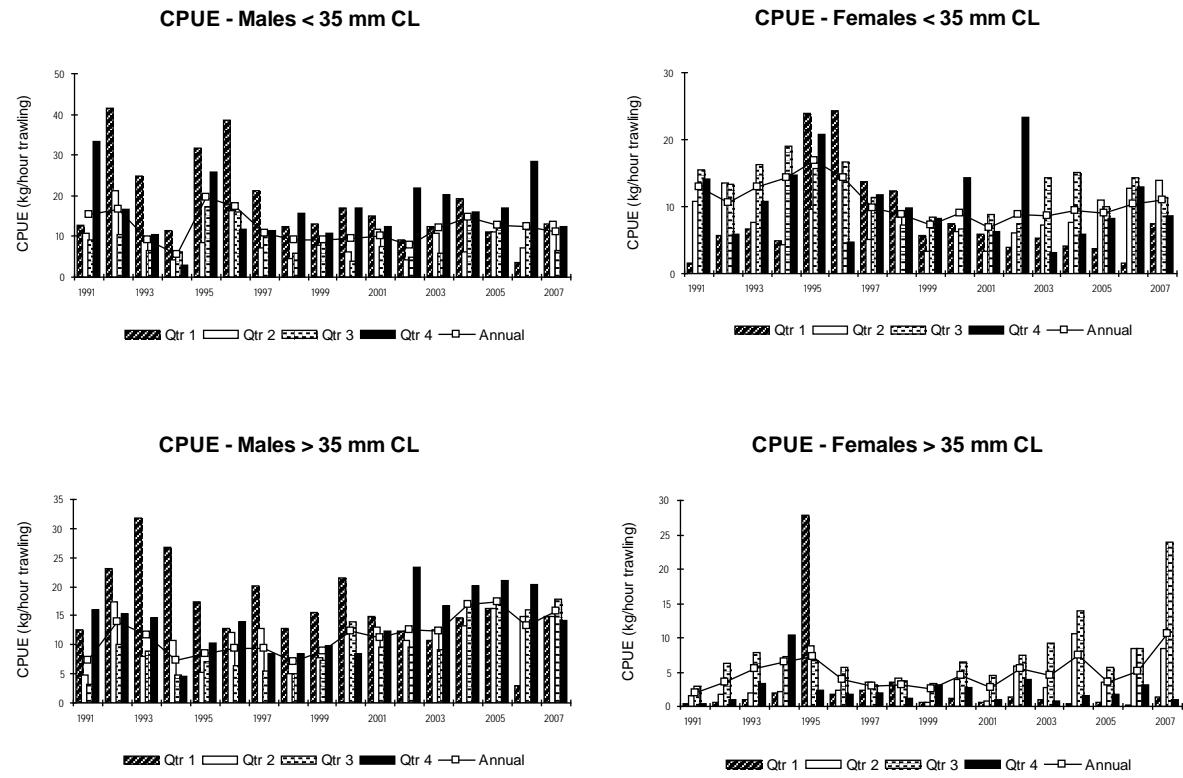 CPUE - Males < 35 mm CL
CPUE (kg/hour trawling)
50
40
30
20
10
0
1991 1993 1995 1997 1999 2001 2003 2005 2007
Qtr 1 Qtr 2 Qtr 3 Qtr 4 Annual
CPUE - Females < 35 mm CL
CPUE (kg/hour trawling)
30
20
10
0
1991 1993 1995 1997 1999 2001 2003 2005 2007
Qtr 1 Qtr 2 Qtr 3 Qtr 4 Annual
CPUE - Males > 35 mm CL
CPUE (kg/hour trawling)
35
30
25
20
15
10
5
0
1991 1993 1995 1997 1999 2001 2003 2005 2007
Qtr 1 Qtr 2 Qtr 3 Qtr 4 Annual
CPUE - Females > 35 mm CL
CPUE (kg/hour trawling)
30
25
20
15
10
5
0
1991 1993 1995 1997 1999 2001 2003 2005 2007
Qtr 1 Qtr 2 Qtr 3 Qtr 4 Annual